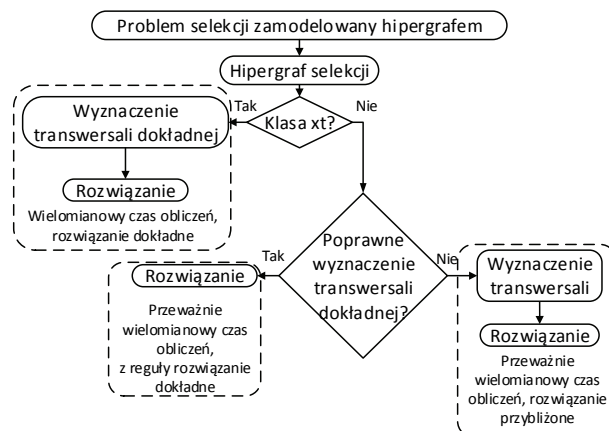 Problem selekcji zamodelowany hipergrafem
Hipergraf selekcji
Tak
Klasa xt?
Nie
Wyznaczenie
transwersali dokładnej
Rozwiązanie
Wielomianowy czas obliczeń,
rozwiązanie dokładne
Tak
Poprawne
wyznaczenie
transwersali
dokładnej?
Nie
Rozwiązanie
Przeważnie
wielomianowy czas
obliczeń,
z reguły rozwiązanie
dokładne
Wyznaczenie
transwersali
Rozwiązanie
Przeważnie
wielomianowy czas
obliczeń, rozwiązanie
przybliżone